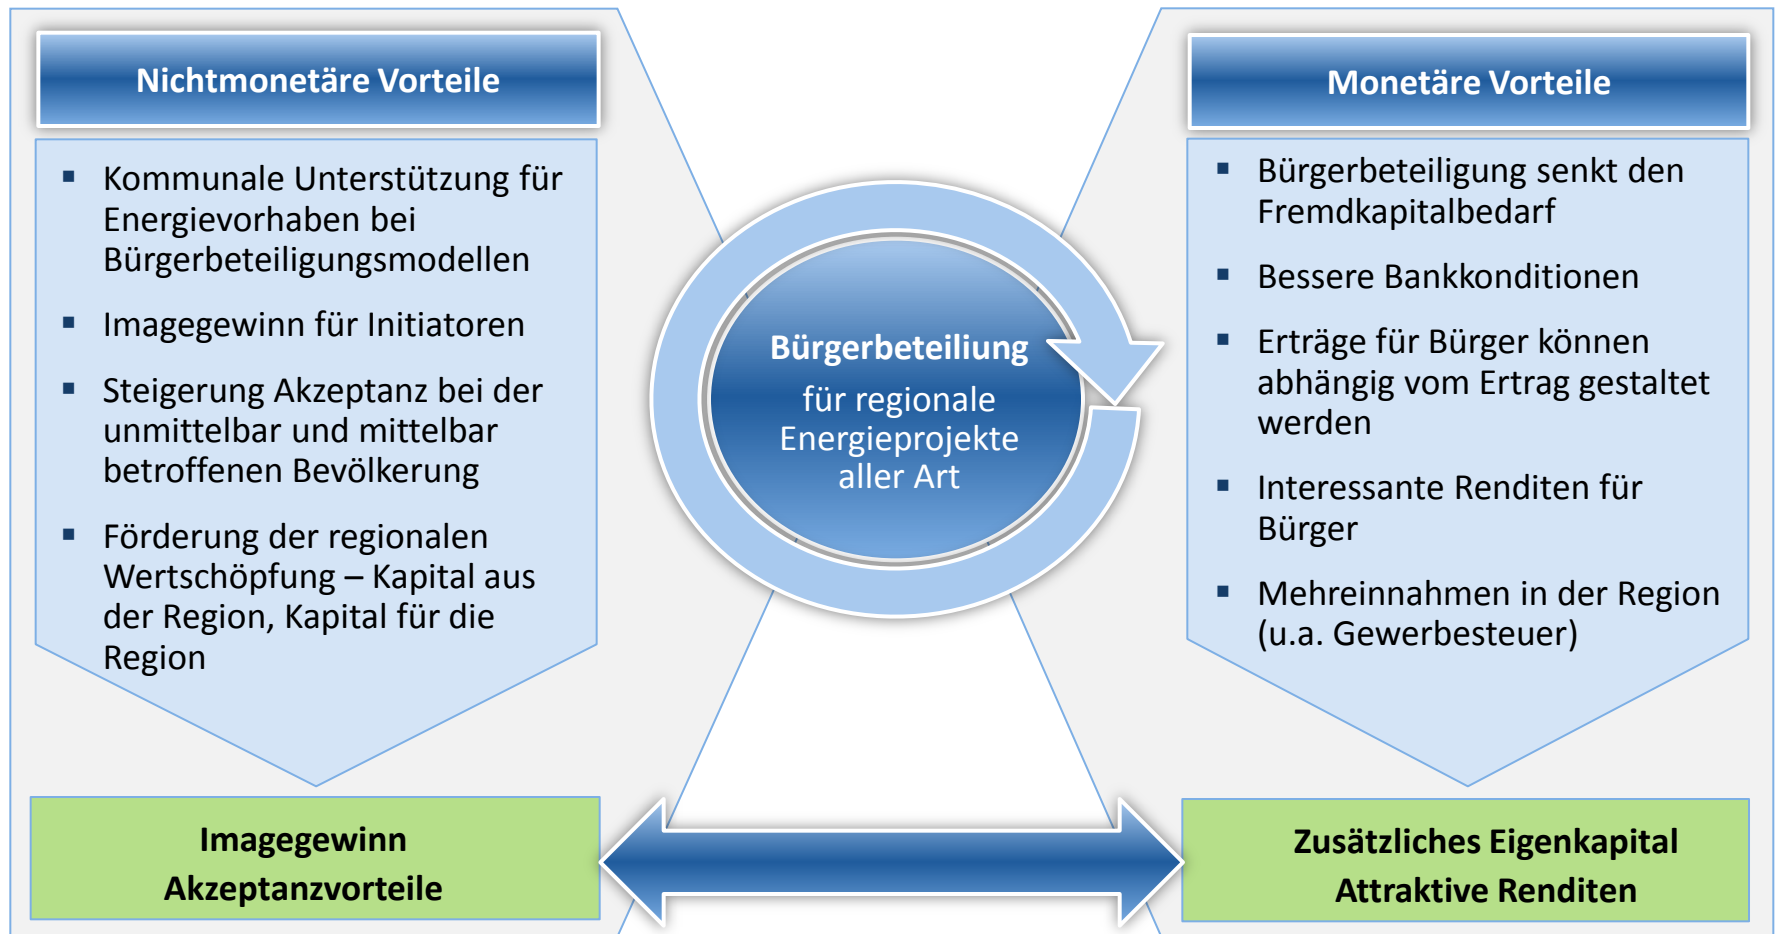 Nichtmonetäre Vorteile
▪ Kommunale Unterstützung für
Energievorhaben bei
Bürgerbeteiligungsmodellen
▪ Imagegewinn für Initiatoren
▪ Steigerung Akzeptanz bei der
unmittelbar und mittelbar
betroffenen Bevölkerung
▪ Förderung der regionalen
Wertschöpfung – Kapital aus
der Region, Kapital für die
Region
Imagegewinn
Akzeptanzvorteile
Bürgerbeteiliung
für regionale
Energieprojekte
aller Art
Monetäre Vorteile
▪ Bürgerbeteiligung senkt den
Fremdkapitalbedarf
▪ Bessere Bankkonditionen
▪ Erträge für Bürger können
abhängig vom Ertrag gestaltet
werden
▪ Interessante Renditen für
Bürger
▪ Mehreinnahmen in der Region
(u.a. Gewerbesteuer)
Zusätzliches Eigenkapital
Attraktive Renditen